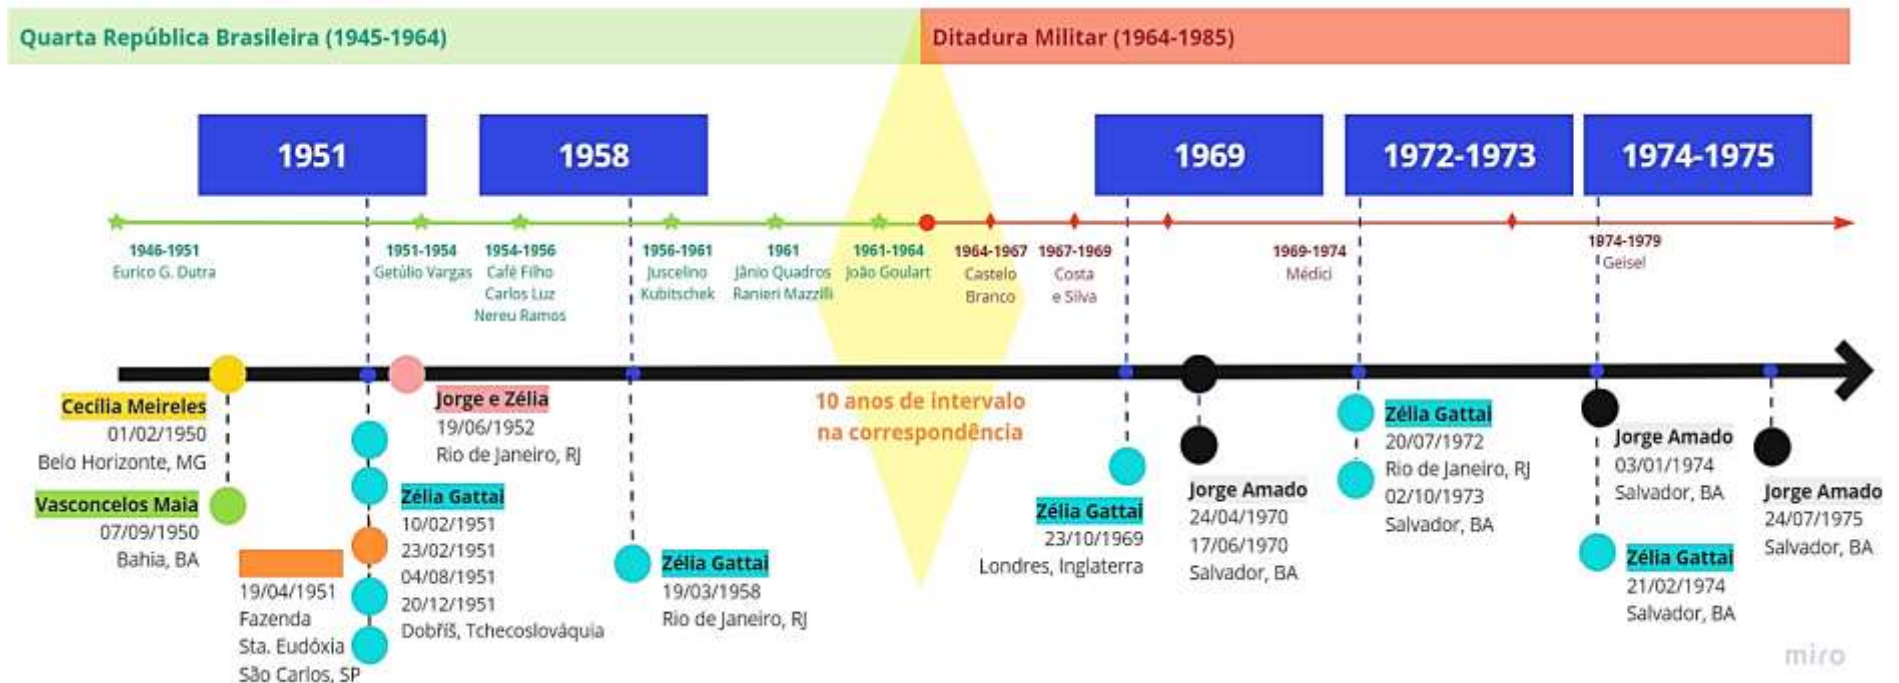 Quarta República Brasileira (1945-1964)
Ditadura Militar (1964-1985)
1951
1958
1969
1972-1973
1974-1975
1946-1951
Eurico G. Dutra
1951-1954
Getúlio Vargas
1954-1956
Café Filho
Carlos Luz
Nereu Ramos
1956-1961
Juscelino
Kubitschek
1961
Jânio Quadros
Ranieri Mazzilli
1961-1964
João Goulart
1964-1967
Castelo
Branco
1967-1969
Costa
e Silva
1969-1974
Médici
1974-1979
Geisel
Cecília Meireles
01/02/1950
Belo Horizonte, MG
Vasconcelos Maia
07/09/1950
Bahia, BA
19/04/1951
Fazenda
Sta. Eudóxia
São Carlos, SP
Jorge e Zélia
19/06/1952
Rio de Janeiro, RJ
Zélia Gattai
10/02/1951
23/02/1951
04/08/1951
20/12/1951
Dobříš, Tchecoslováquia
Zélia Gattai
19/03/1958
Rio de Janeiro, RJ
10 anos de intervalo
na correspondência
Zélia Gattai
23/10/1969
Londres, Inglaterra
Jorge Amado
24/04/1970
17/06/1970
Salvador, BA
Zélia Gattai
20/07/1972
Rio de Janeiro, RJ
02/10/1973
Salvador, BA
Jorge Amado
03/01/1974
Salvador, BA
Zélia Gattai
21/02/1974
Salvador, BA
Jorge Amado
24/07/1975
Salvador, BA
miro